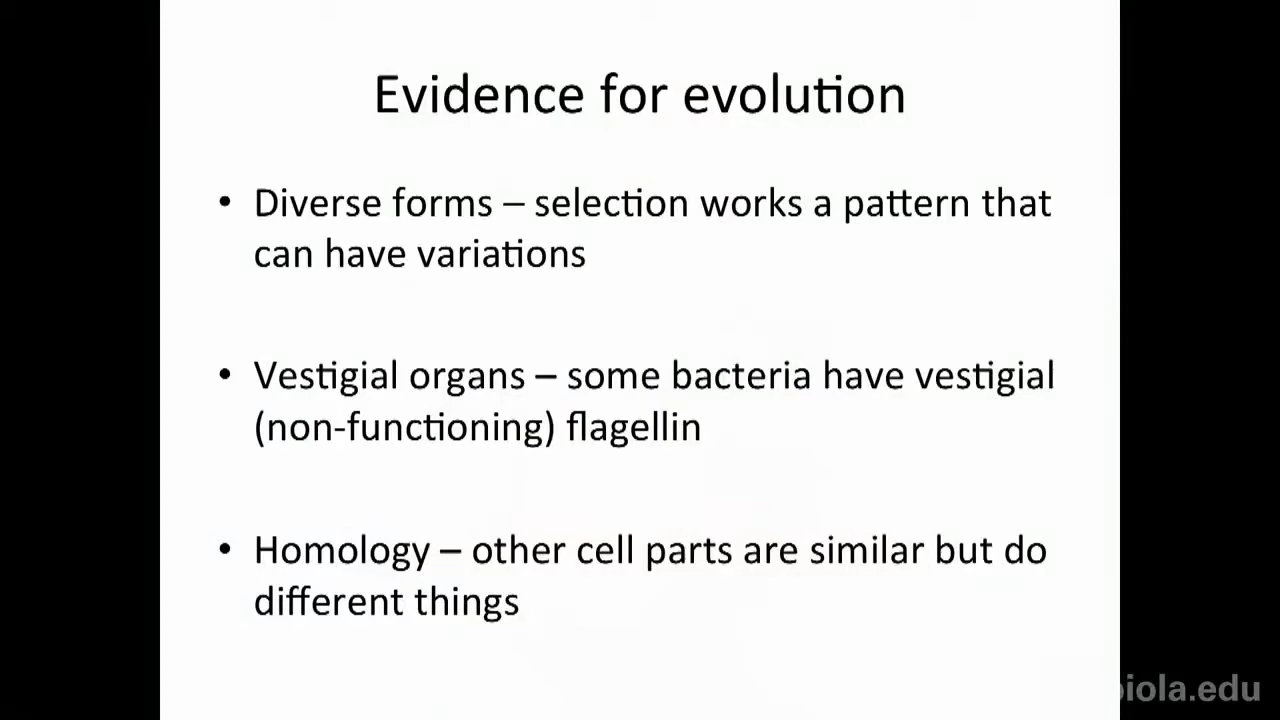 Evidence for evolution
• Diverse forms – selection works a pattern that
can have variations
• Vestigial organs – some bacteria have vestigial
(non-functioning) flagellin
• Homology – other cell parts are similar but do
different things
biola.edu